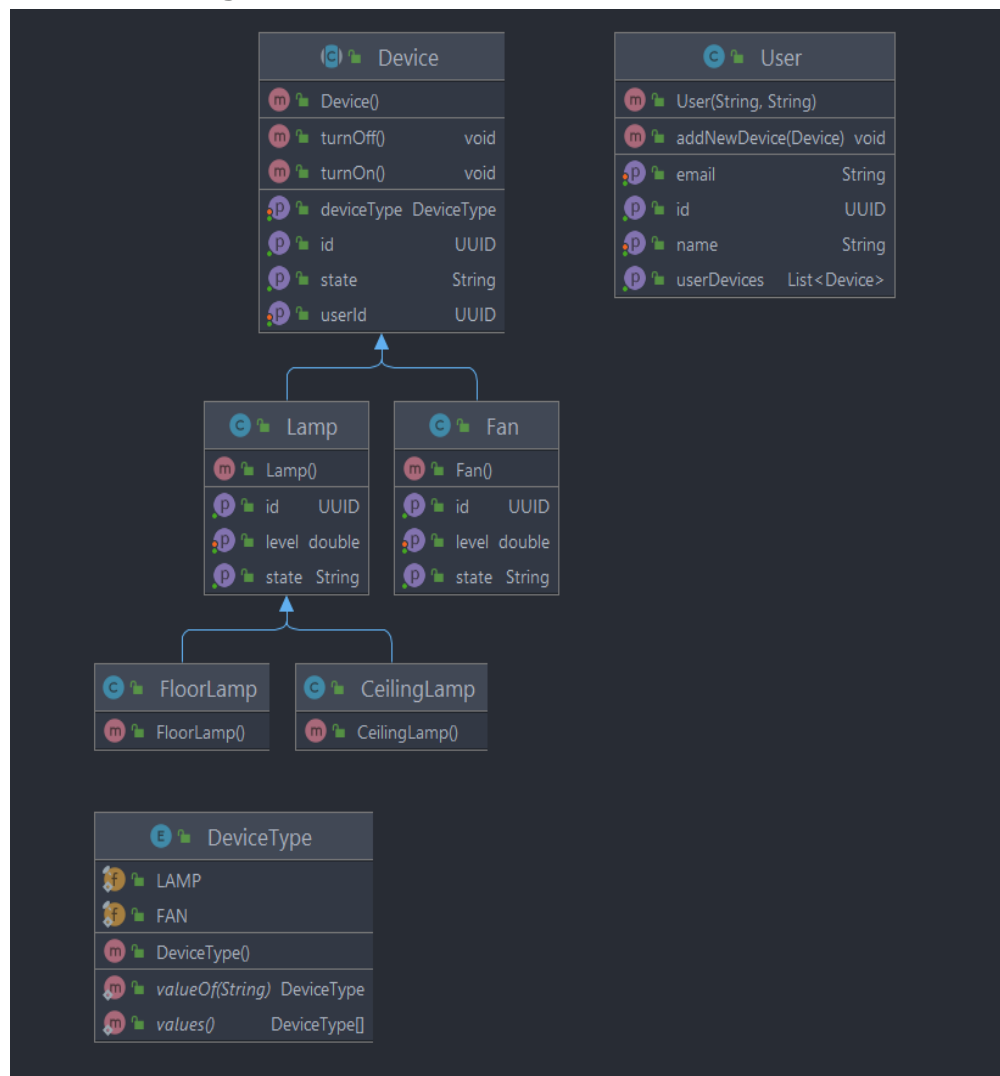 Device
Device()
turnOff() void
turnOn() void
deviceType DeviceType
id UUID
state String
userId UUID
User
User(String, String)
addNewDevice(Device) void
email String
id UUID
name String
userDevices List<Device>
Lamp
Lamp()
id UUID
level double
state String
Fan
Fan()
id UUID
level double
state String
FloorLamp
FloorLamp()
CeilingLamp
CeilingLamp()
DeviceType
LAMP
FAN
DeviceType()
valueOf(String) DeviceType
values() DeviceType[]